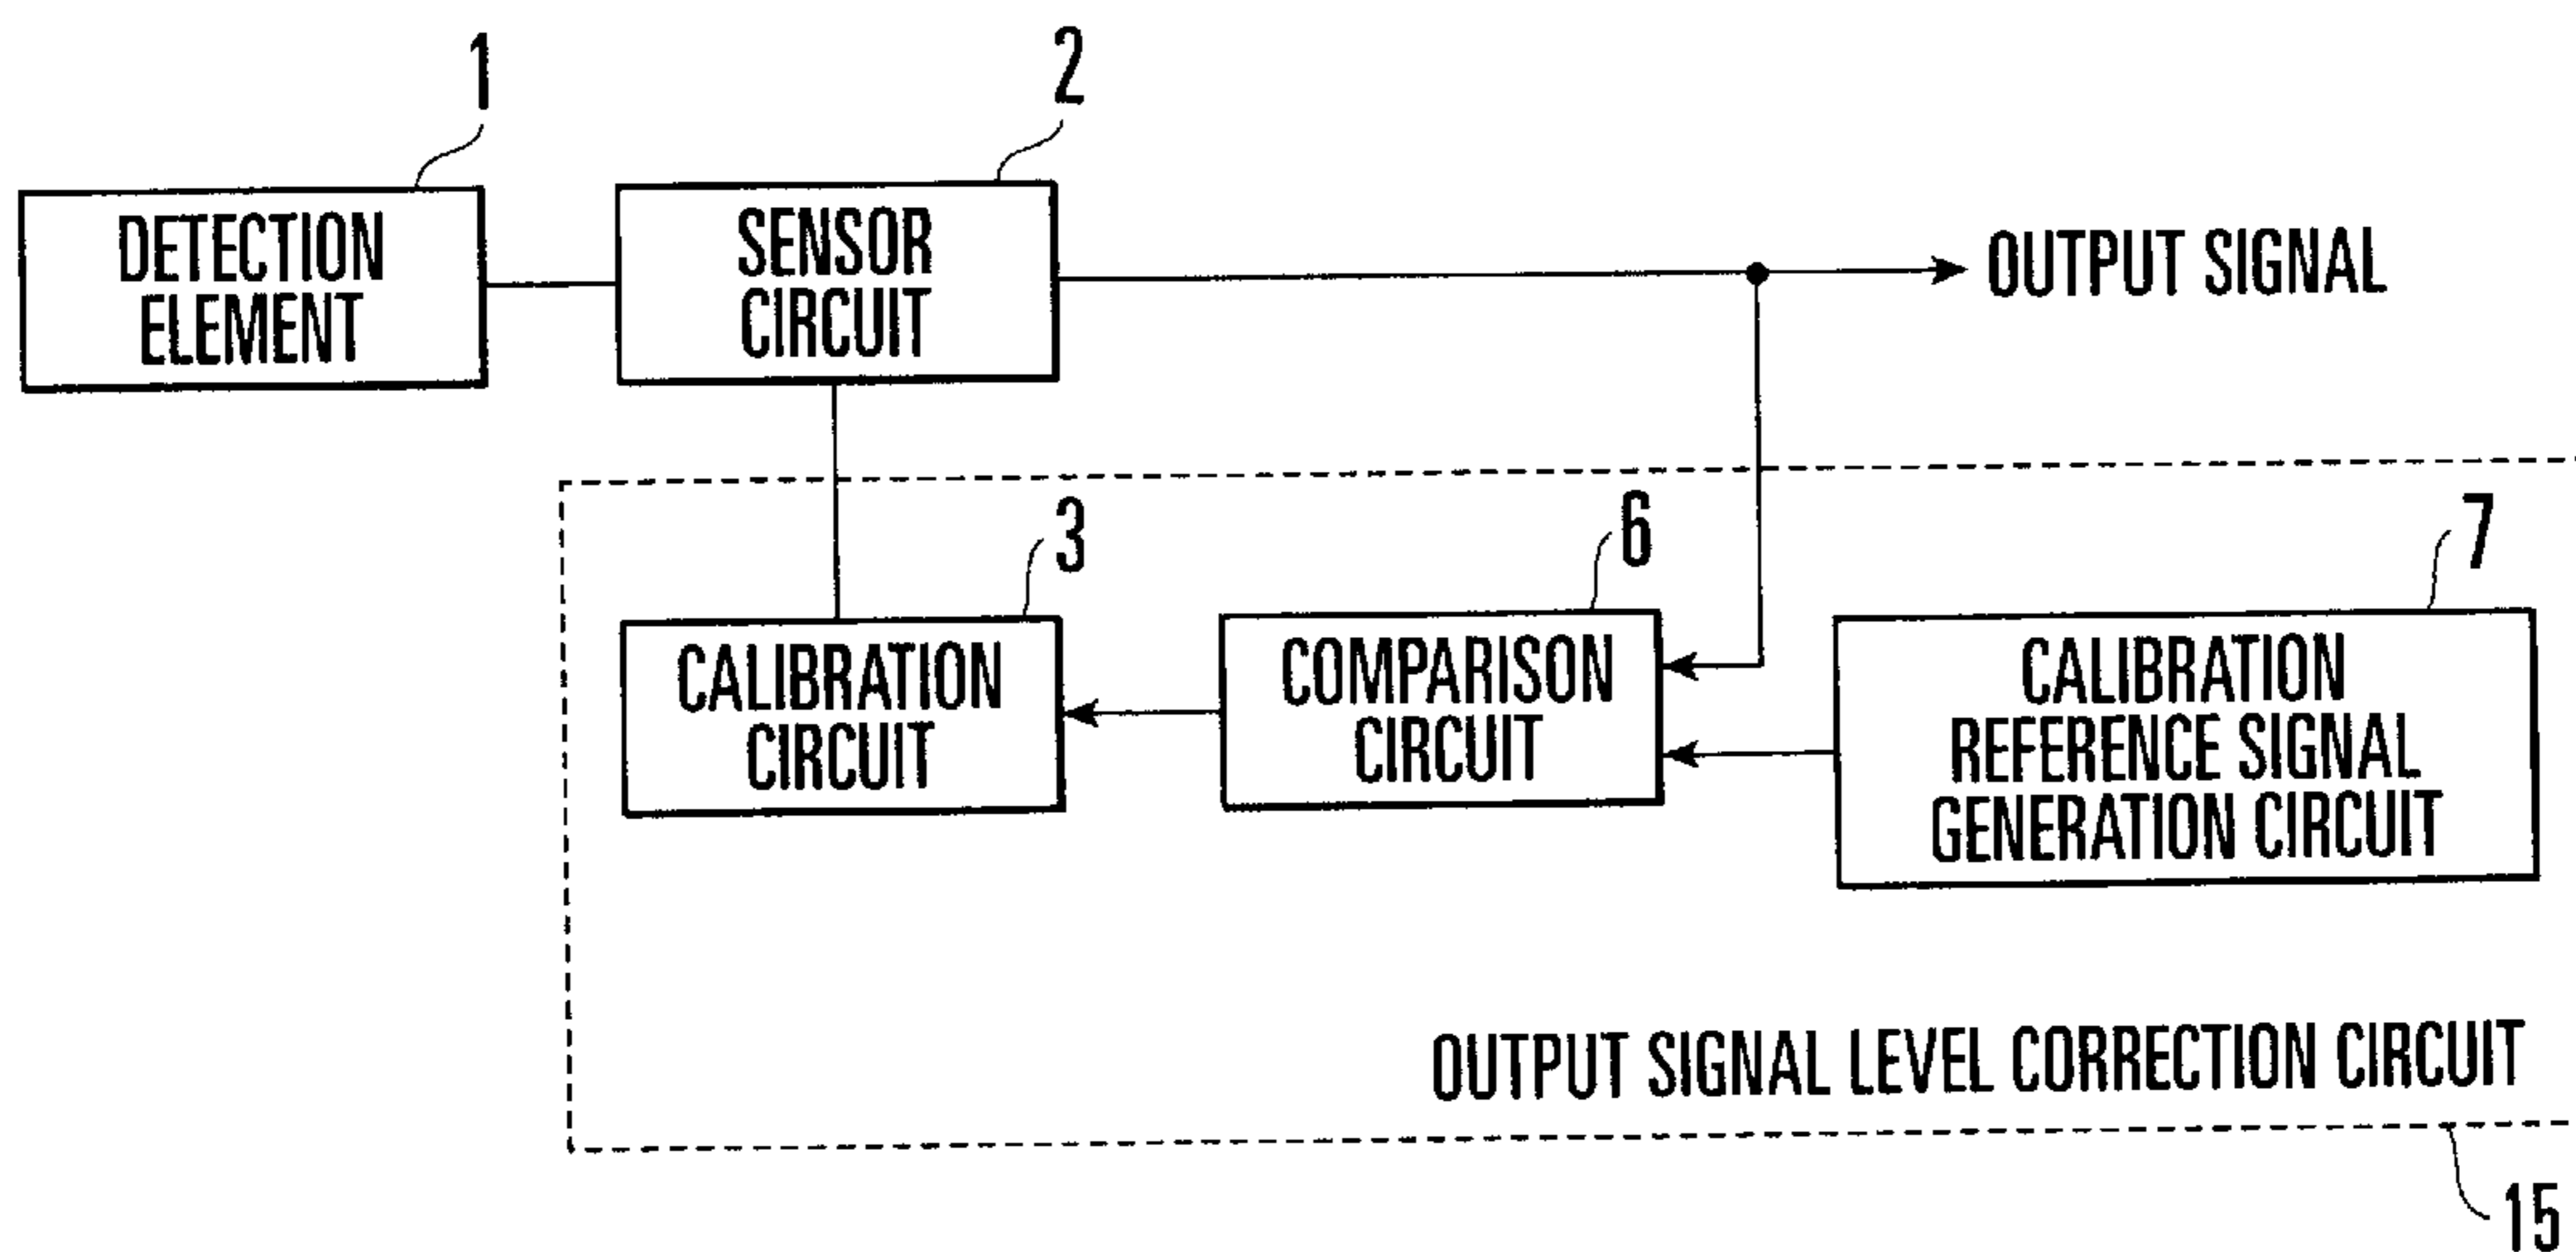 1
2
DETECTION
ELEMENT
SENSOR
CIRCUIT
OUTPUT SIGNAL
3
6
7
CALIBRATION
CIRCUIT
COMPARISON
CIRCUIT
CALIBRATION
REFERENCE SIGNAL
GENERATION CIRCUIT
OUTPUT SIGNAL LEVEL CORRECTION CIRCUIT
15